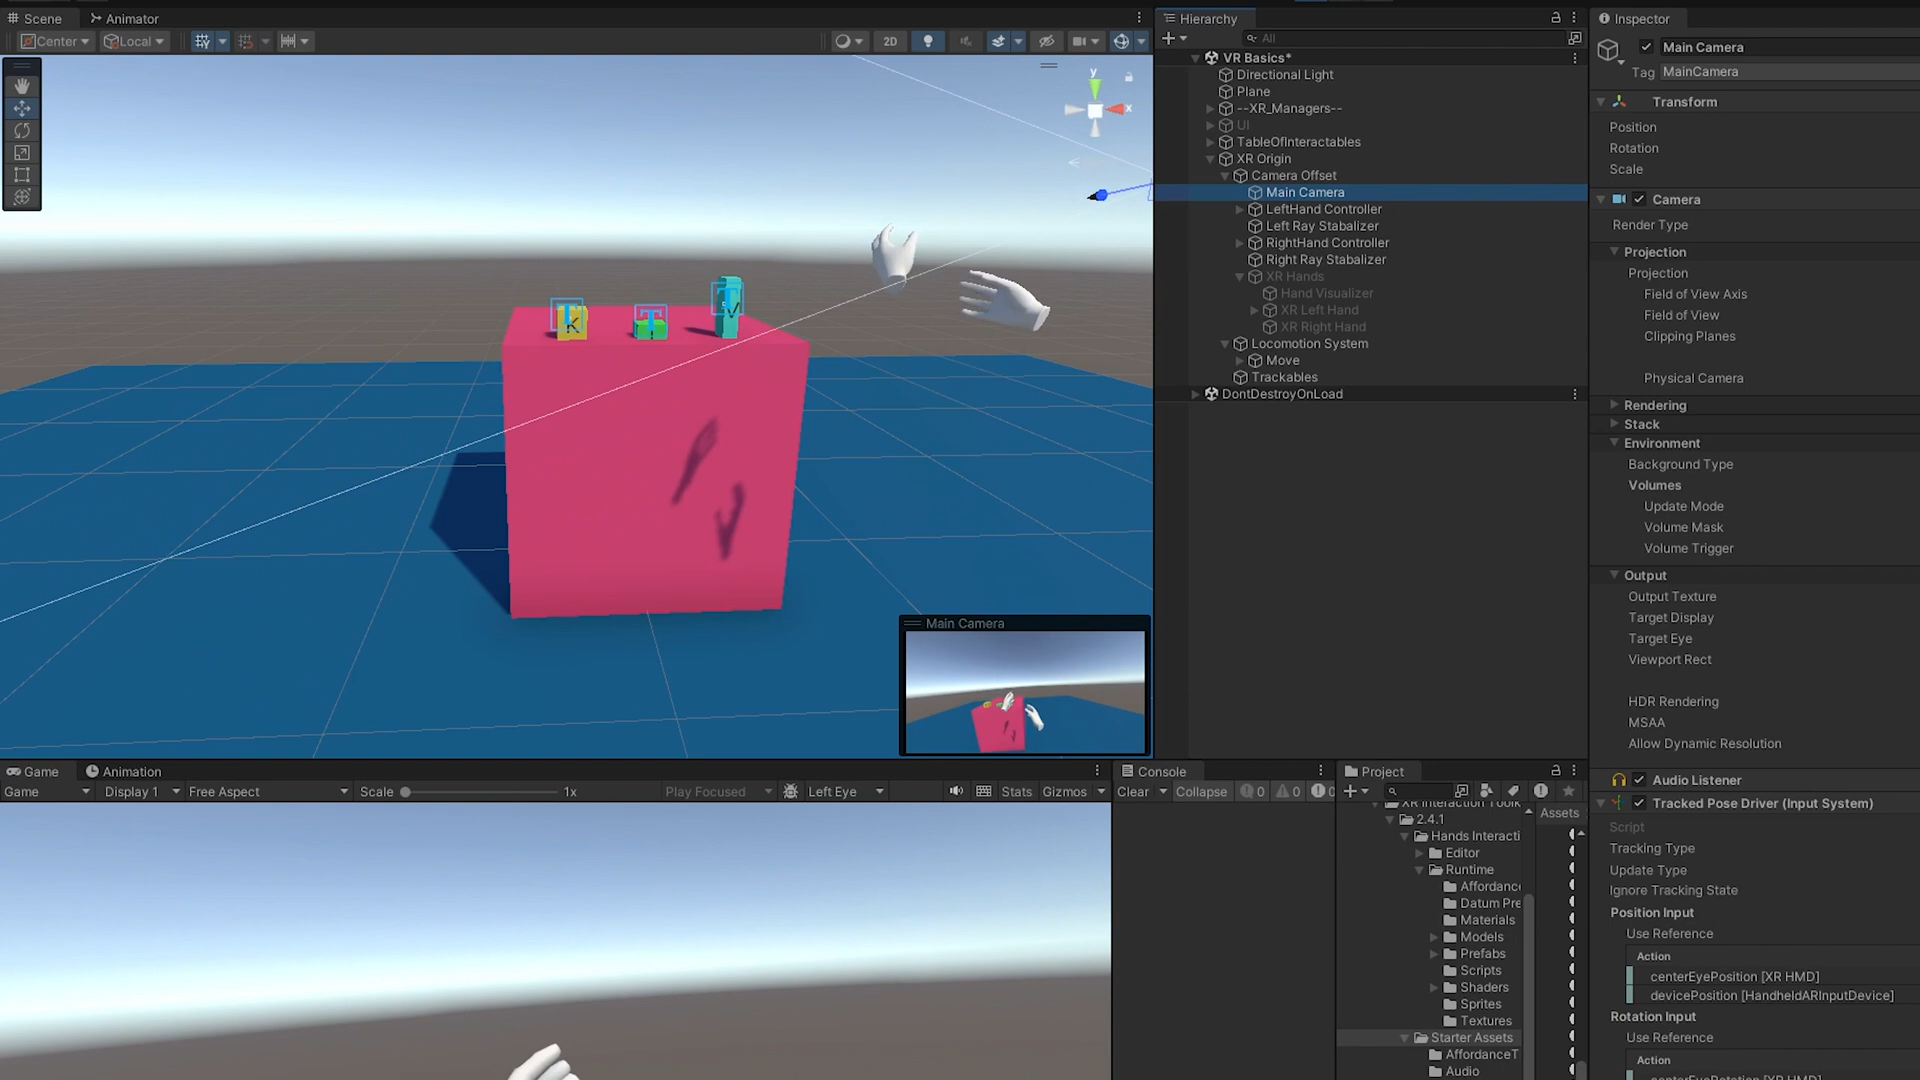 Scene Animator
Center Local
2D
y
x
K T V
Main Camera
Hierarchy
All
VR Basics*
Directional Light
Plane
--XR_Managers--
UI
TableOfInteractables
XR Origin
Camera Offset
Main Camera
LeftHand Controller
Left Ray Stabalizer
RightHand Controller
Right Ray Stabalizer
XR Hands
Hand Visualizer
XR Left Hand
XR Right Hand
Locomotion System
Move
Trackables
DontDestroyOnLoad
Inspector
Main Camera
Tag MainCamera
Transform
Position
Rotation
Scale
Camera
Render Type
Projection
Projection
Field of View Axis
Field of View
Clipping Planes
Physical Camera
Rendering
Stack
Environment
Background Type
Volumes
Update Mode
Volume Mask
Volume Trigger
Output
Output Texture
Target Display
Target Eye
Viewport Rect
HDR Rendering
MSAA
Allow Dynamic Resolution
Audio Listener
Tracked Pose Driver (Input System)
Script
Tracking Type
Update Type
Ignore Tracking State
Position Input
Use Reference
Action
centerEyePosition [XR HMD]
devicePosition [HandheldARInputDevice]
Rotation Input
Use Reference
Action
centerEyeRotation [XR HMD]
Game Animation
Game Display 1 Free Aspect Scale 1x Play Focused Left Eye Stats Gizmos
Console
Clear Collapse 0 0 0
Project
Assets
XR Interaction Toolk
2.4.1
Hands Interacti
Editor
Runtime
Affordanc
Datum Pre
Materials
Models
Prefabs
Scripts
Shaders
Sprites
Textures
Starter Assets
AffordanceT
Audio